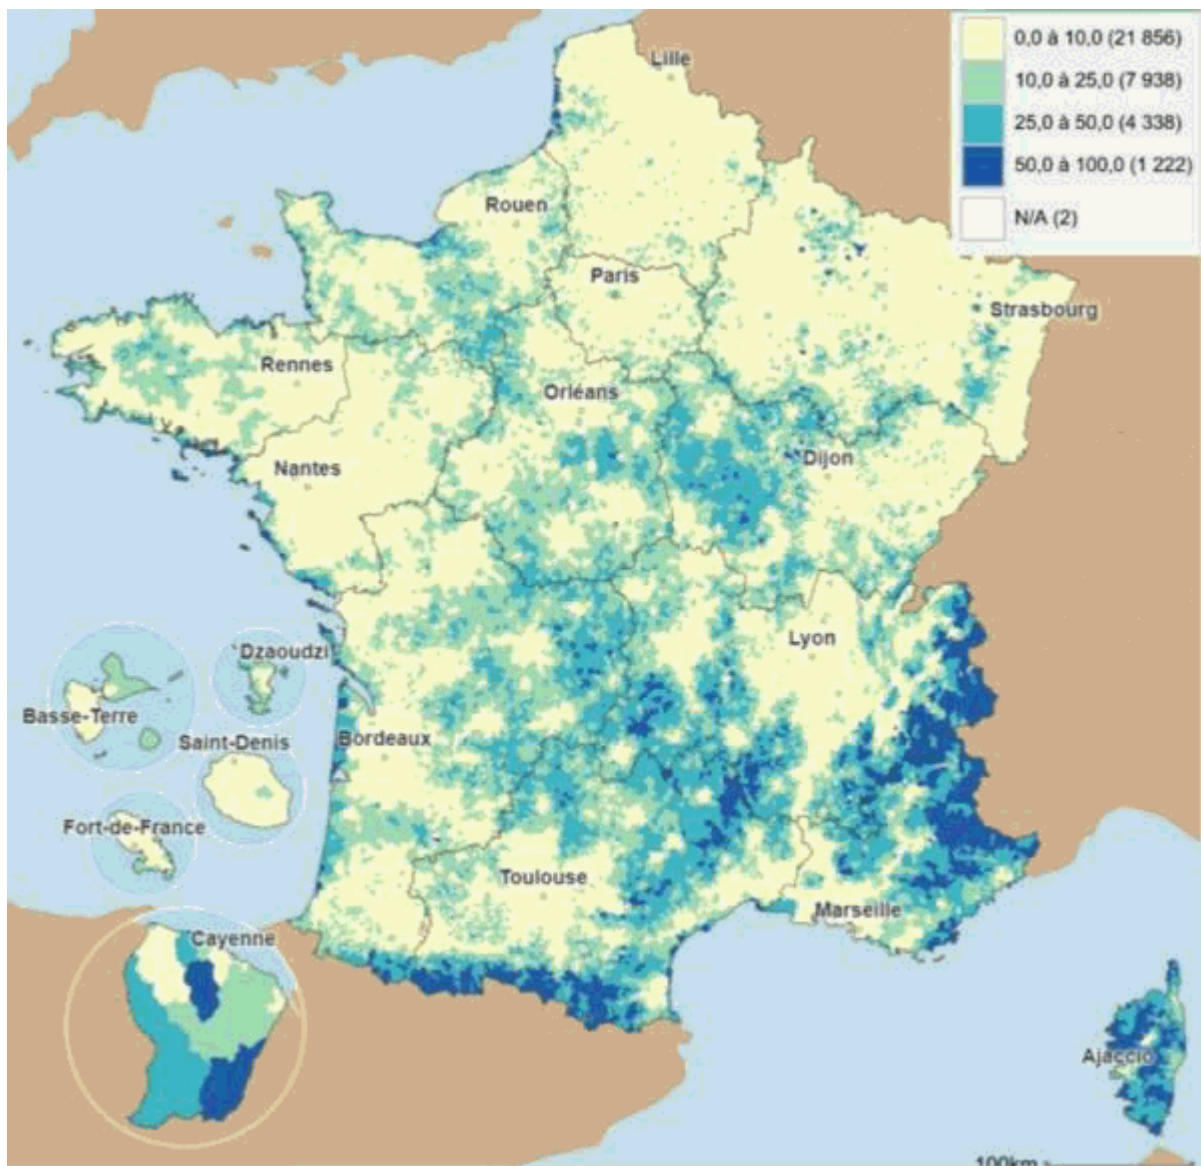 0,0 à 10,0 (21 856)
10,0 à 25,0 (7 938)
25,0 à 50,0 (4 338)
50,0 à 100,0 (1 222)
N/A (2)
Lille
Rouen
Paris
Strasbourg
Rennes
Orléans
Dijon
Nantes
Lyon
Dzaoudzi
Basse-Terre
Saint-Denis
Bordeaux
Fort-de-France
Toulouse
Marseille
Cayenne
Ajaccio
100km